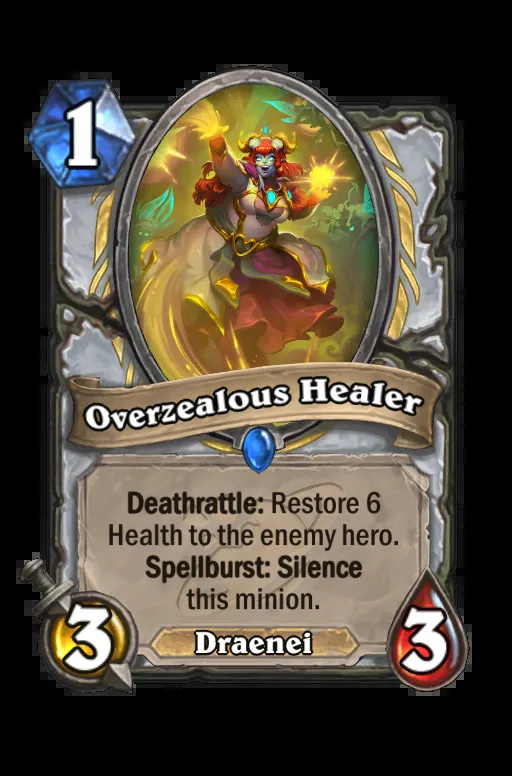 1
Overzealous Healer
Deathrattle: Restore 6
Health to the enemy hero.
Spellburst: Silence
this minion.
3
Draenei
3